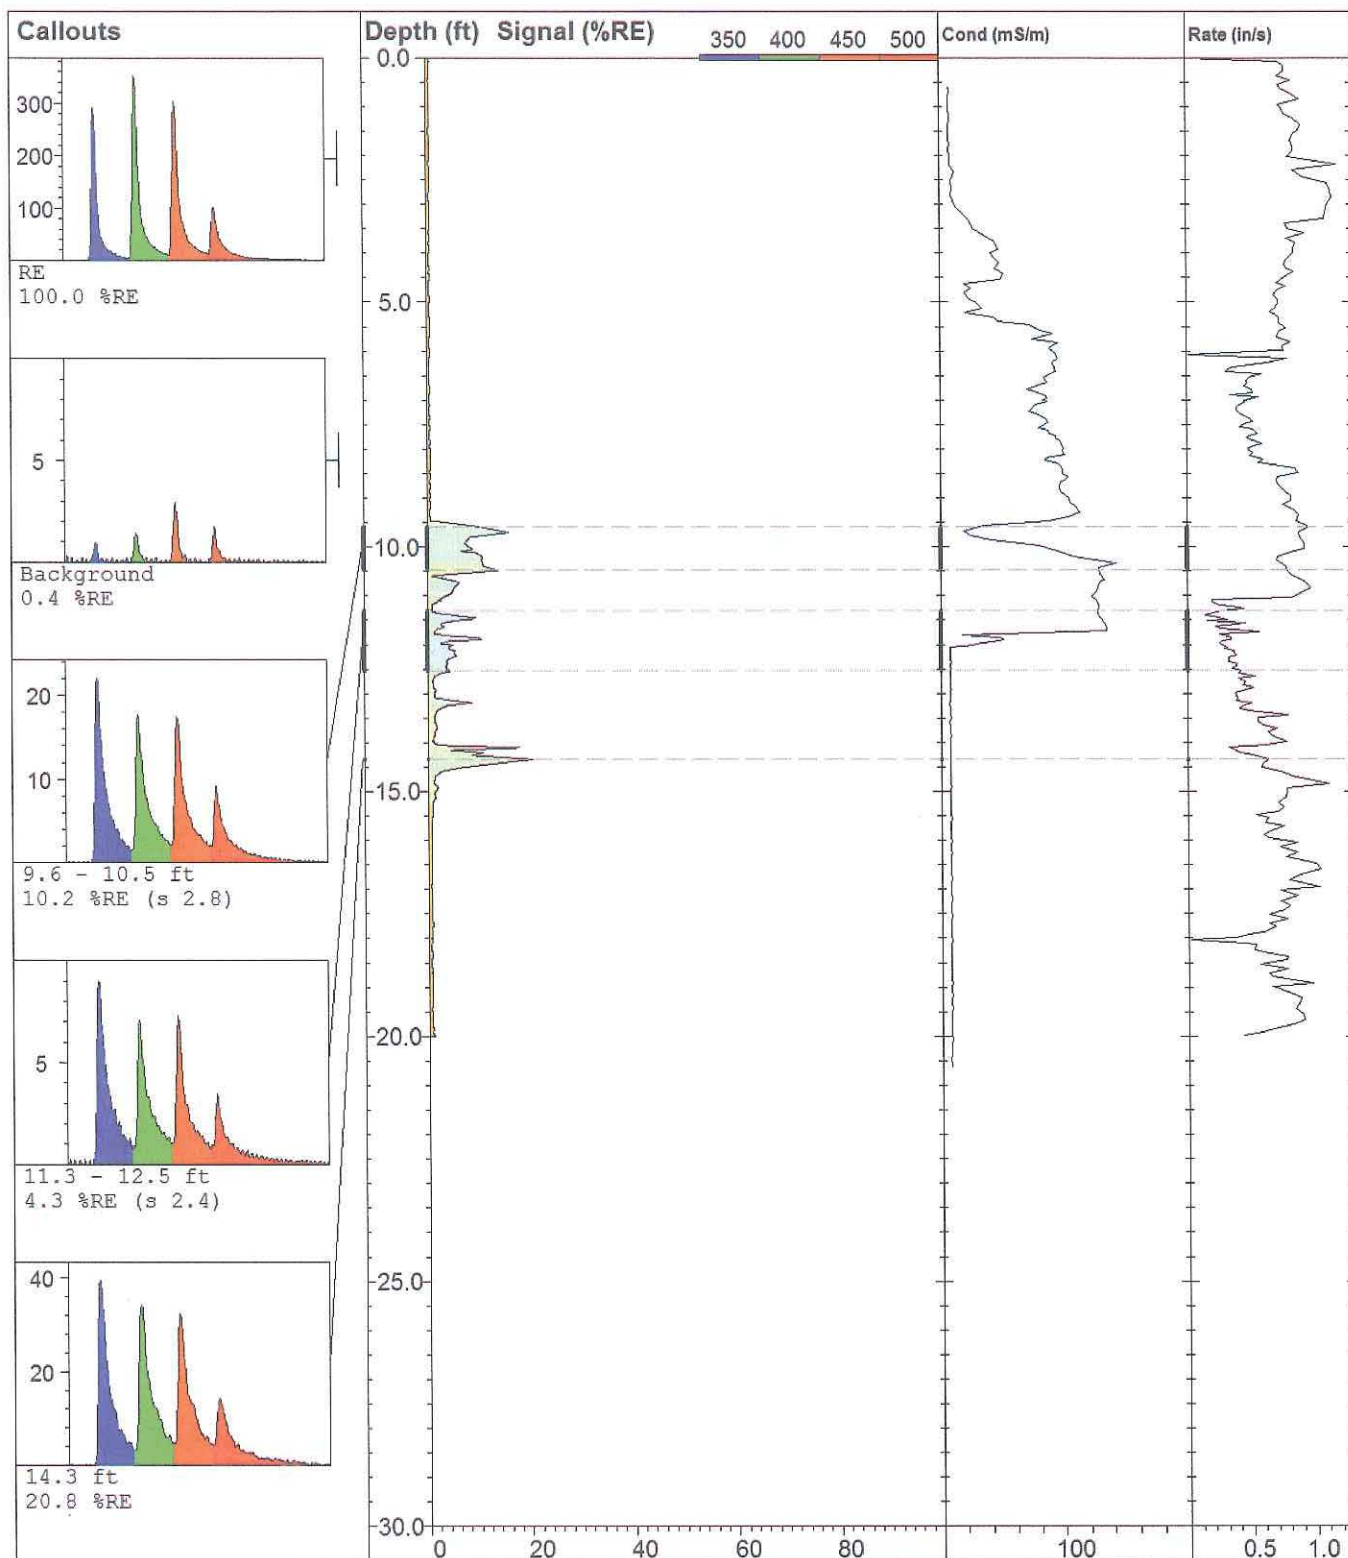 Callouts
Depth (ft) Signal (%RE)
350 400 450 500
Cond (mS/m)
Rate (in/s)
300
200
100
RE
100.0 %RE
5
Background
0.4 %RE
20
10
9.6 - 10.5 ft
10.2 %RE (s 2.8)
5
11.3 - 12.5 ft
4.3 %RE (s 2.4)
40
20
14.3 ft
20.8 %RE
0.0
5.0
10.0
15.0
20.0
25.0
30.0
0 20 40 60 80 100 0.5 1.0